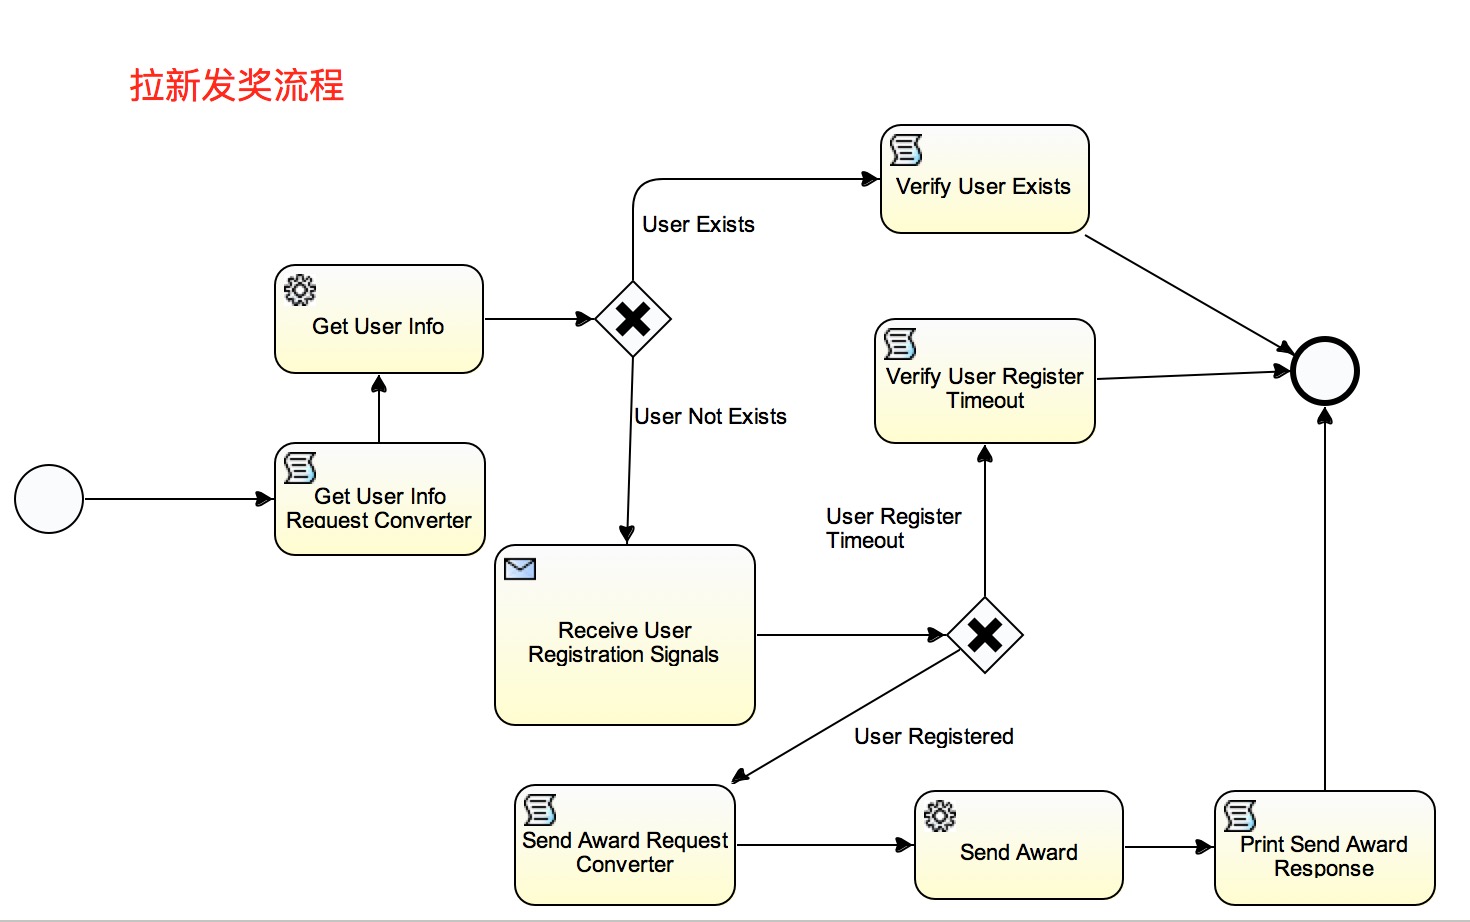 拉新发奖流程
Verify User Exists
User Exists
Get User Info
Verify User Register
Timeout
User Not Exists
Get User Info
Request Converter
User Register
Timeout
Receive User
Registration Signals
User Registered
Send Award Request
Converter
Send Award
Print Send Award
Response